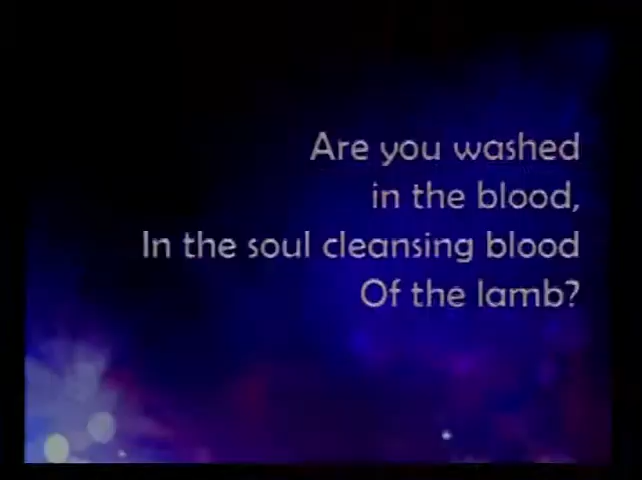 Are you washed
in the blood,
In the soul cleansing blood
Of the lamb?